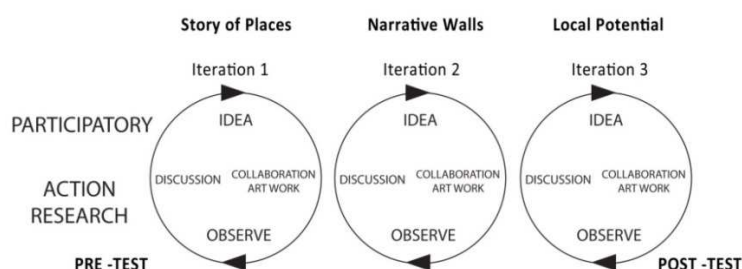 Story of Places
Narrative Walls
Local Potential
Iteration 1
Iteration 2
Iteration 3
PARTICIPATORY
ACTION
RESEARCH
IDEA
DISCUSSION
COLLABORATION
ART WORK
OBSERVE
IDEA
DISCUSSION
COLLABORATION
ART WORK
OBSERVE
IDEA
DISCUSSION
COLLABORATION
ART WORK
OBSERVE
PRE -TEST
POST -TEST